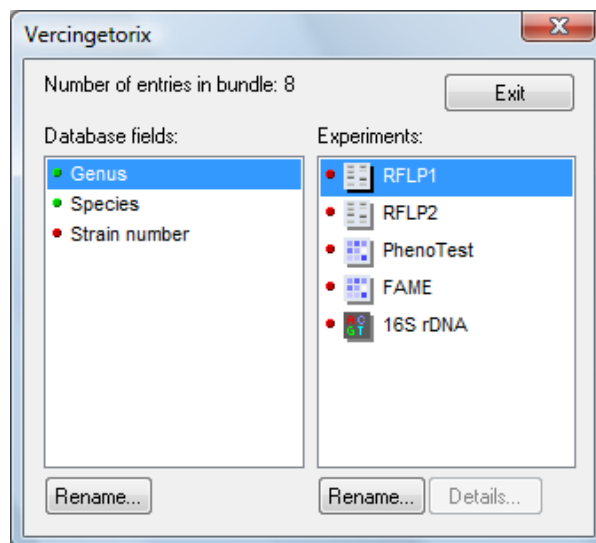 Vercingetorix
Number of entries in bundle: 8
Exit
Database fields:
Experiments:
Genus
Species
Strain number
RFLP1
RFLP2
PhenoTest
FAME
16S rDNA
Rename...
Rename...
Details...